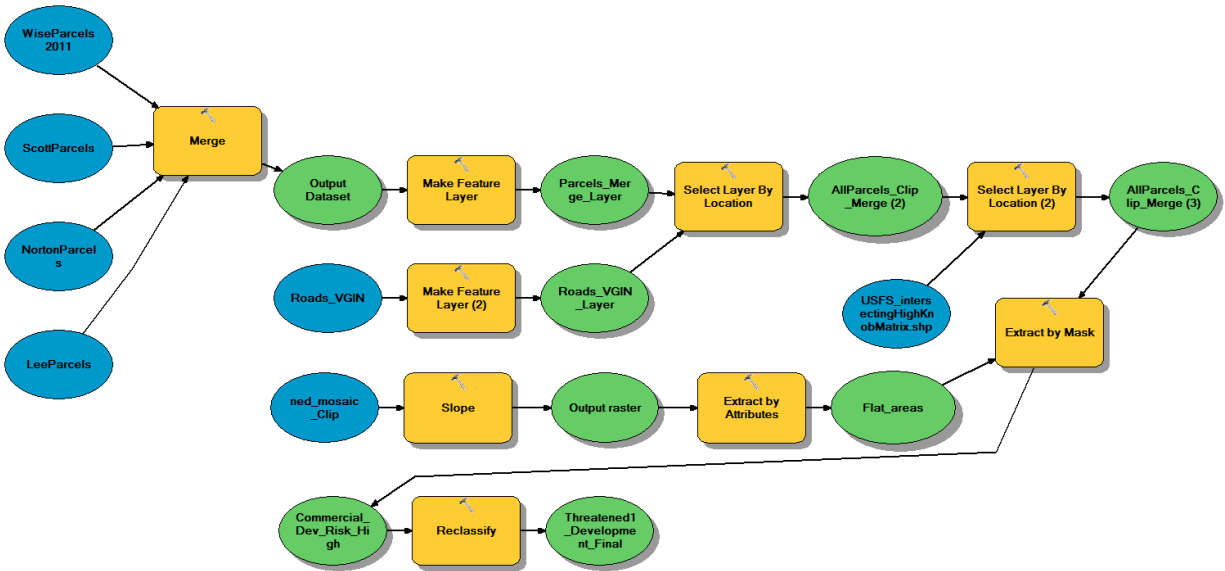 WiseParcels
2011
ScottParcels
NortonParcel
s
LeeParcels
Merge
Output
Dataset
Make Feature
Layer
Parcels_Mer
ge_Layer
Select Layer By
Location
AllParcels_Clip
_Merge (2)
Select Layer By
Location (2)
AllParcels_C
lip_Merge (3)
Roads_VGIN
Make Feature
Layer (2)
Roads_VGIN
_Layer
USFS_inters
ectingHighKn
obMatrix.shp
Extract by Mask
ned_mosaic
_Clip
Slope
Output raster
Extract by
Attributes
Flat_areas
Commercial_
Dev_Risk_Hi
gh
Reclassify
Threatened1
_Developme
nt_Final